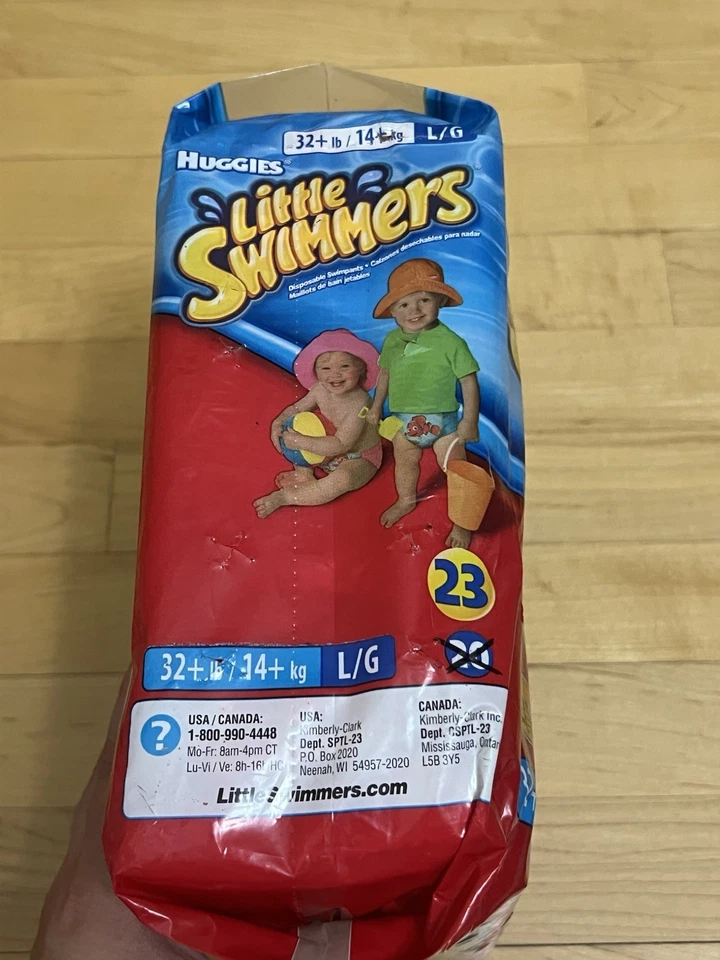 32+ lb / 14+ kg L/G
HUGGIES®
Little
SWIMMERS
Disposable Swimpants • Calzones desechables para nadar
Maillots de bain jetables
23
20
32+ lb / 14+ kg L/G
?
USA / CANADA:
1-800-990-4448
Mo-Fr: 8am-4pm CT
Lu-Vi / Ve: 8h-16h HC
USA:
Kimberly-Clark
Dept. SPTL-23
P.O. Box 2020
Neenah, WI 54957-2020
CANADA:
Kimberly-Clark Inc.
Dept. CSPTL-23
Mississauga, Ontar
L5B 3Y5
LittleSwimmers.com